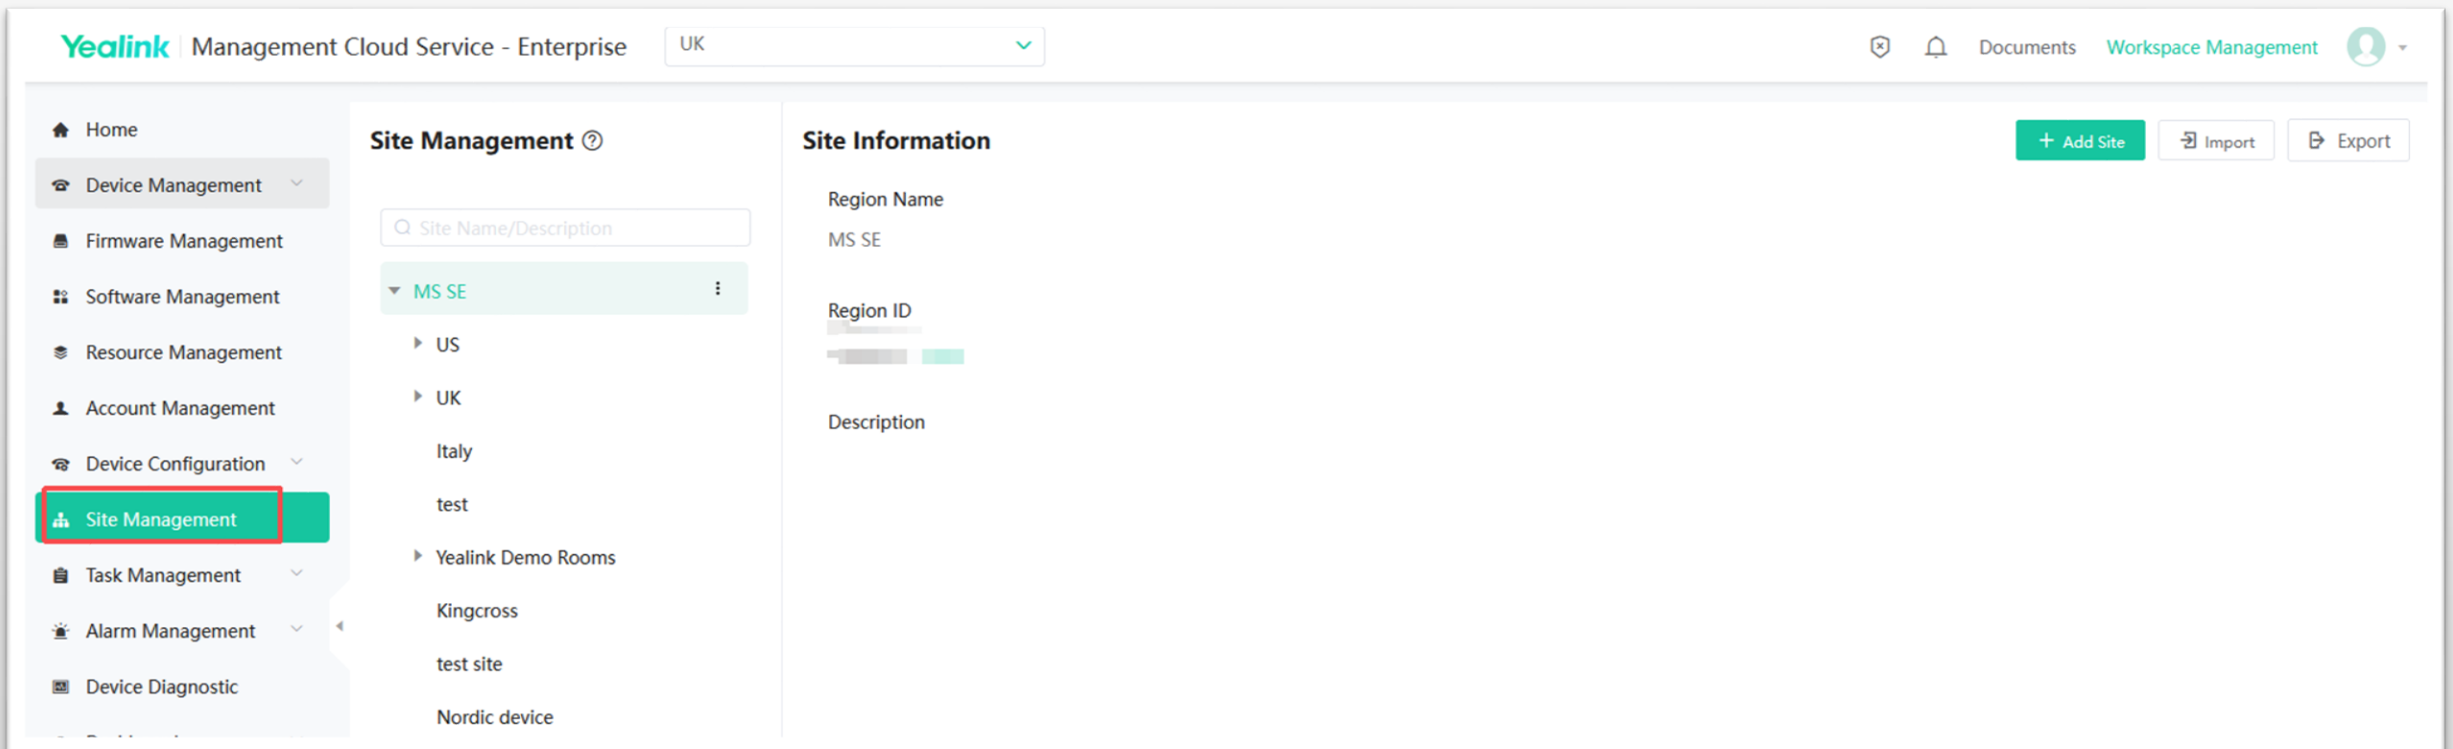 Yealink Management Cloud Service - Enterprise
UK
Documents
Workspace Management
Home
Device Management
Firmware Management
Software Management
Resource Management
Account Management
Device Configuration
Site Management
Task Management
Alarm Management
Device Diagnostic
Site Management
Site Name/Description
MS SE
US
UK
Italy
test
Yealink Demo Rooms
Kingcross
test site
Nordic device
Site Information
Add Site
Import
Export
Region Name
MS SE
Region ID
Description